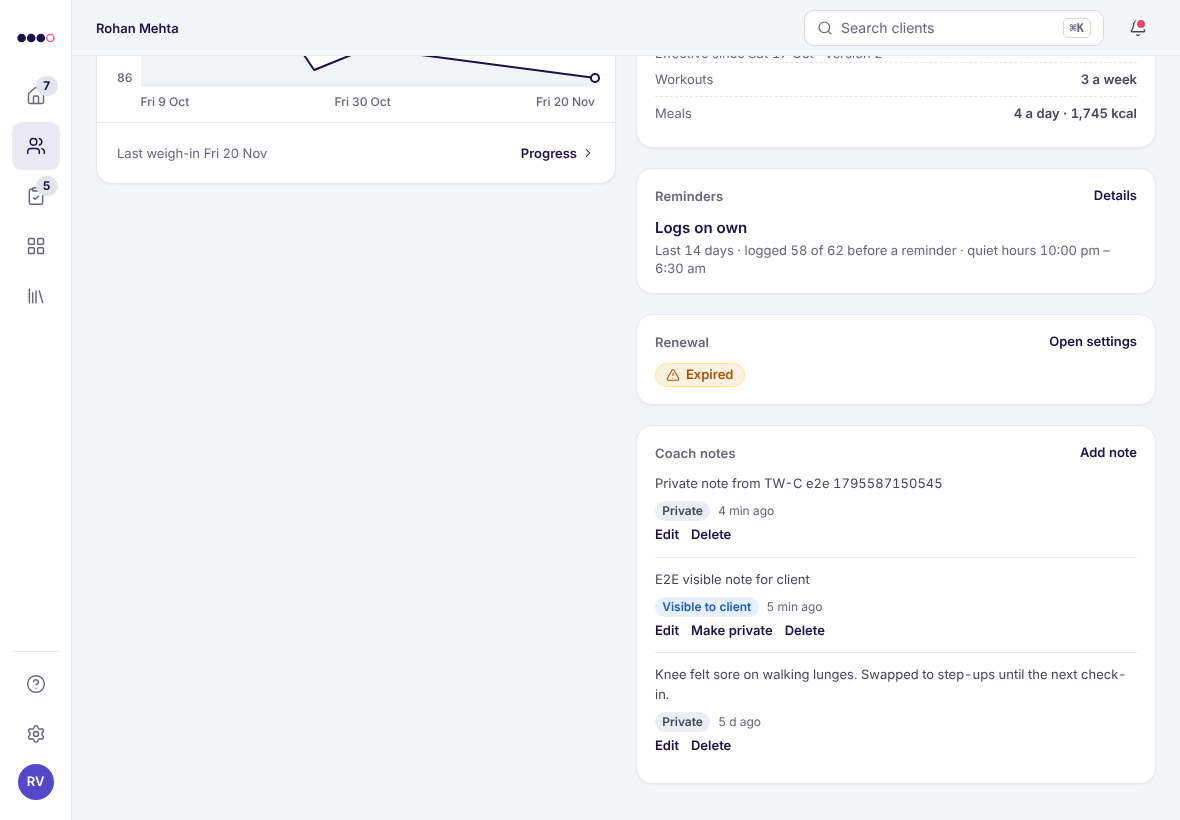 Rohan Mehta
Search clients
⌘K
7
5
RV
86
Fri 9 Oct
Fri 30 Oct
Fri 20 Nov
Last weigh-in Fri 20 Nov
Progress
Workouts
3 a week
Meals
4 a day · 1,745 kcal
Reminders
Details
Logs on own
Last 14 days · logged 58 of 62 before a reminder · quiet hours 10:00 pm –
6:30 am
Renewal
Open settings
Expired
Coach notes
Add note
Private note from TW-C e2e 1795587150545
Private
4 min ago
Edit
Delete
E2E visible note for client
Visible to client
5 min ago
Edit
Make private
Delete
Knee felt sore on walking lunges. Swapped to step-ups until the next check-
in.
Private
5 d ago
Edit
Delete